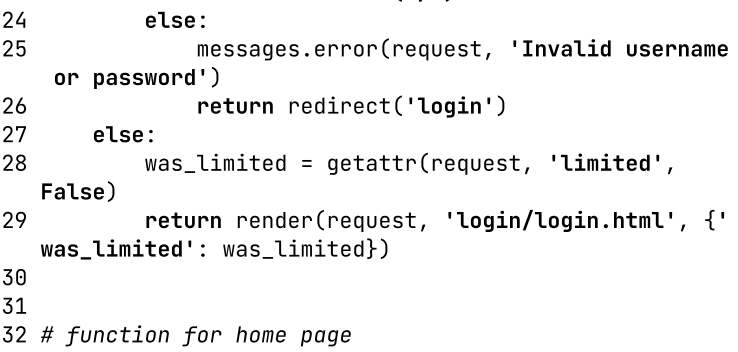 24         else:
25             messages.error(request, 'Invalid username
 or password')
26             return redirect('login')
27     else:
28         was_limited = getattr(request, 'limited',
False)
29         return render(request, 'login/login.html', {'
was_limited': was_limited})
30
31
32 # function for home page